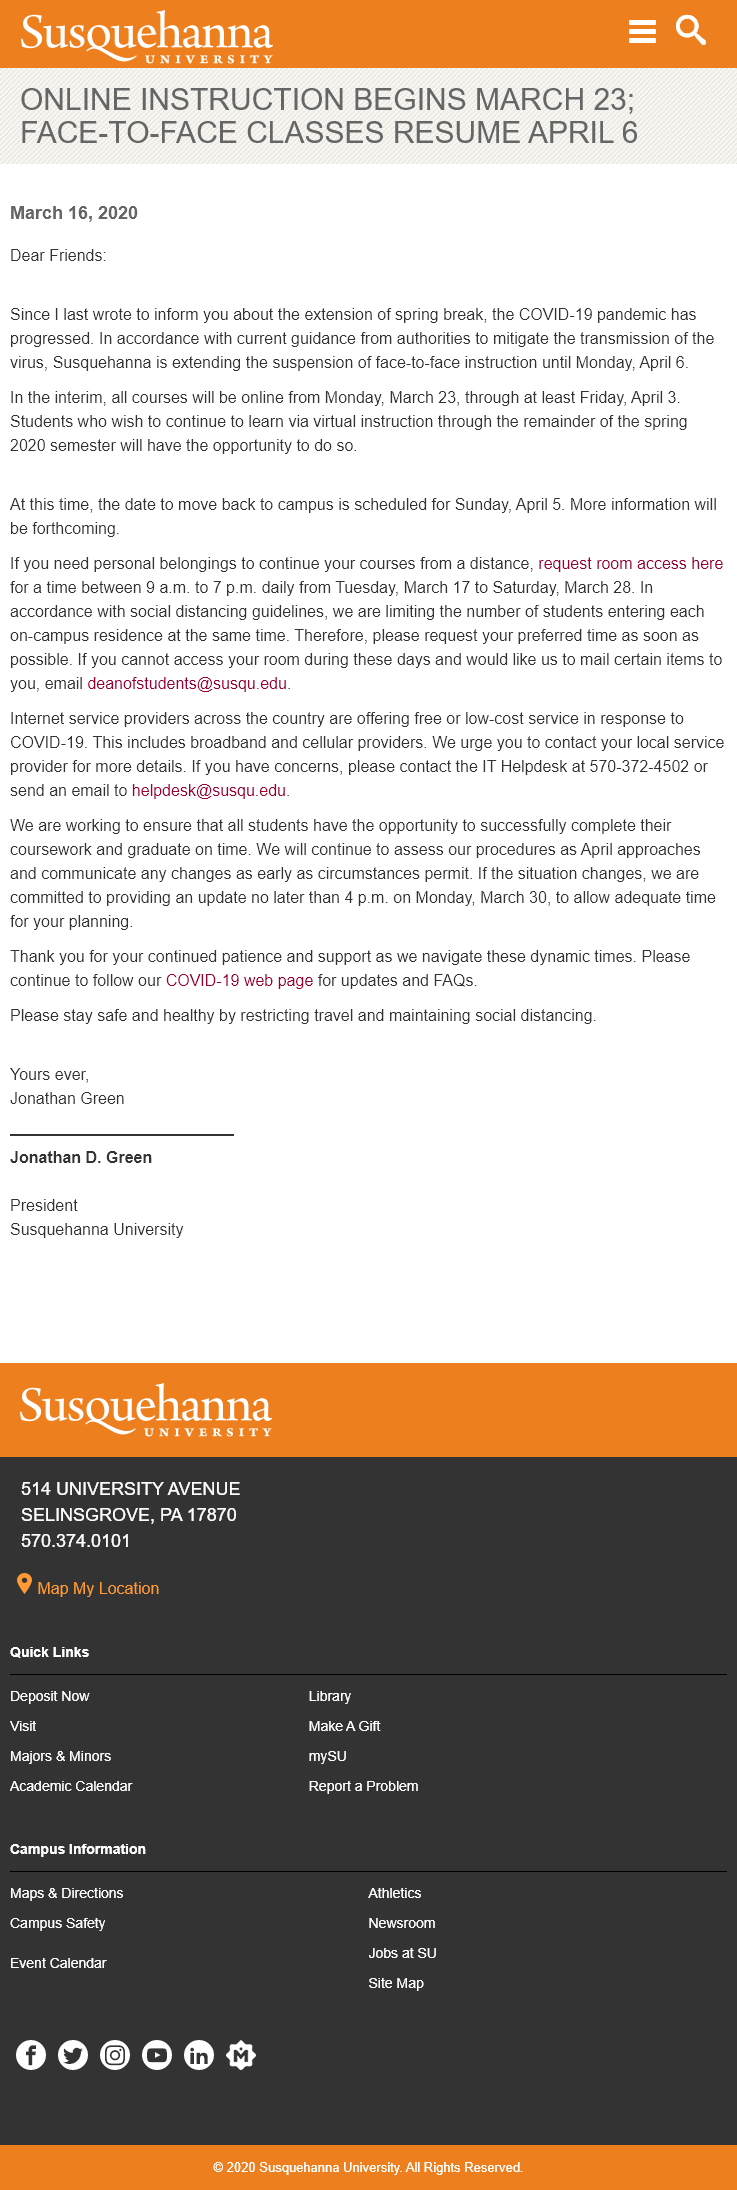 Susquehanna
UNIVERSITY
ONLINE INSTRUCTION BEGINS MARCH 23;
FACE-TO-FACE CLASSES RESUME APRIL 6
March 16, 2020
Dear Friends:
Since I last wrote to inform you about the extension of spring break, the COVID-19 pandemic has
progressed. In accordance with current guidance from authorities to mitigate the transmission of the
virus, Susquehanna is extending the suspension of face-to-face instruction until Monday, April 6.
In the interim, all courses will be online from Monday, March 23, through at least Friday, April 3.
Students who wish to continue to learn via virtual instruction through the remainder of the spring
2020 semester will have the opportunity to do so.
At this time, the date to move back to campus is scheduled for Sunday, April 5. More information will
be forthcoming.
If you need personal belongings to continue your courses from a distance, request room access here
for a time between 9 a.m. to 7 p.m. daily from Tuesday, March 17 to Saturday, March 28. In
accordance with social distancing guidelines, we are limiting the number of students entering each
on-campus residence at the same time. Therefore, please request your preferred time as soon as
possible. If you cannot access your room during these days and would like us to mail certain items to
you, email deanofstudents@susqu.edu.
Internet service providers across the country are offering free or low-cost service in response to
COVID-19. This includes broadband and cellular providers. We urge you to contact your local service
provider for more details. If you have concerns, please contact the IT Helpdesk at 570-372-4502 or
send an email to helpdesk@susqu.edu.
We are working to ensure that all students have the opportunity to successfully complete their
coursework and graduate on time. We will continue to assess our procedures as April approaches
and communicate any changes as early as circumstances permit. If the situation changes, we are
committed to providing an update no later than 4 p.m. on Monday, March 30, to allow adequate time
for your planning.
Thank you for your continued patience and support as we navigate these dynamic times. Please
continue to follow our COVID-19 web page for updates and FAQs.
Please stay safe and healthy by restricting travel and maintaining social distancing.
Yours ever,
Jonathan Green
Jonathan D. Green
President
Susquehanna University
Susquehanna
UNIVERSITY
514 UNIVERSITY AVENUE
SELINSGROVE, PA 17870
570.374.0101
Map My Location
Quick Links
Deposit Now
Visit
Majors & Minors
Academic Calendar
Library
Make A Gift
mySU
Report a Problem
Campus Information
Maps & Directions
Campus Safety
Event Calendar
Athletics
Newsroom
Jobs at SU
Site Map
© 2020 Susquehanna University. All Rights Reserved.